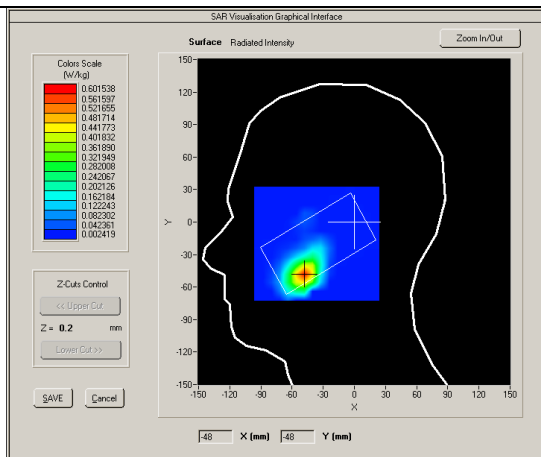 SAR Visualisation Graphical Interface
Surface Radiated Intensity
Zoom In/Out
Colors Scale
(W/kg)
0.601538
0.561597
0.521655
0.481714
0.441773
0.401832
0.361890
0.321949
0.282008
0.242067
0.202126
0.162184
0.122243
0.082302
0.042361
0.002419
Z-Cuts Control
<< Upper Cut
Z = 0.2 mm
Lower Cut >>
SAVE Cancel
150
120
90
60
30
0
-30
-60
-90
-120
-150
Y
-150 -120 -90 -60 -30 0 30 60 90 120 150
X
-48 X (mm) -48 Y (mm)